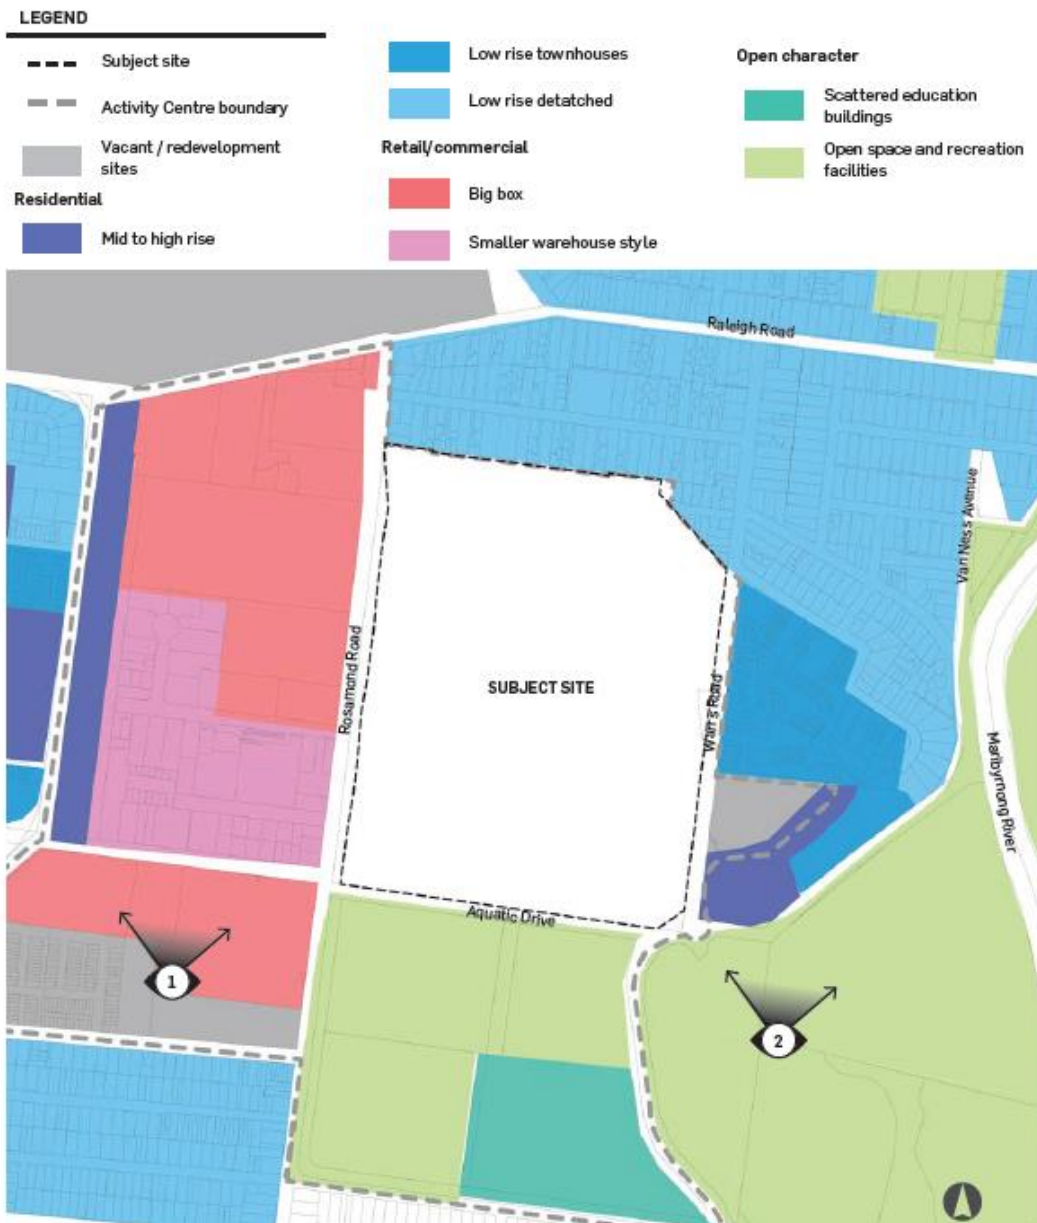 LEGEND
Subject site
Activity Centre boundary
Vacant / redevelopment
sites
Residential
Mid to high rise
Low rise townhouses
Low rise detatched
Retail/commercial
Big box
Smaller warehouse style
Open character
Scattered education
buildings
Open space and recreation
facilities
Raleigh Road
Van Ness Avenue
Rosamond Road
SUBJECT SITE
Wan's Road
Maribyrnong River
Aquatic Drive
1
2